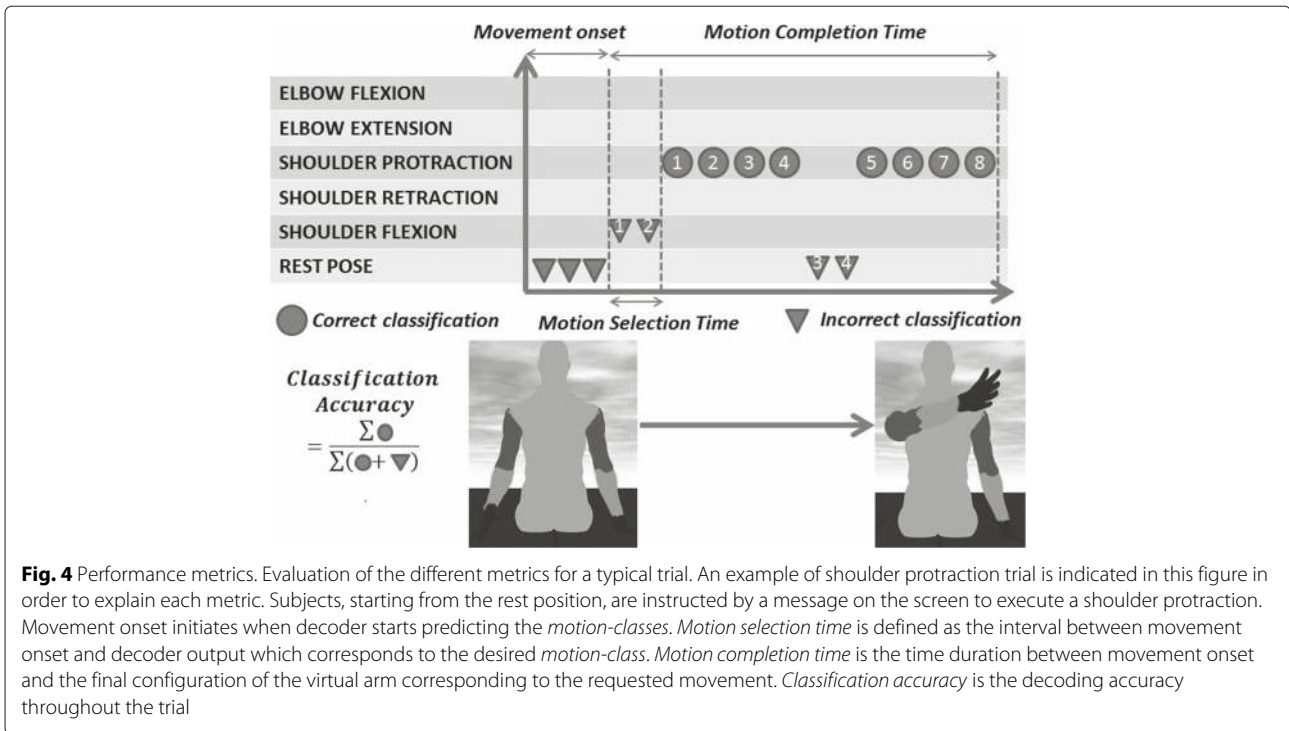 Movement onset Motion Completion Time
ELBOW FLEXION
ELBOW EXTENSION
SHOULDER PROTRACTION 1 2 3 4 5 6 7 8
SHOULDER RETRACTION
SHOULDER FLEXION 1 2
REST POSE 3 4
Correct classification Motion Selection Time Incorrect classification
Classification
Accuracy
= Σ●
Σ(●+▼)
Fig. 4 Performance metrics. Evaluation of the different metrics for a typical trial. An example of shoulder protraction trial is indicated in this figure in
order to explain each metric. Subjects, starting from the rest position, are instructed by a message on the screen to execute a shoulder protraction.
Movement onset initiates when decoder starts predicting the motion-classes. Motion selection time is defined as the interval between movement
onset and decoder output which corresponds to the desired motion-class. Motion completion time is the time duration between movement onset
and the final configuration of the virtual arm corresponding to the requested movement. Classification accuracy is the decoding accuracy
throughout the trial